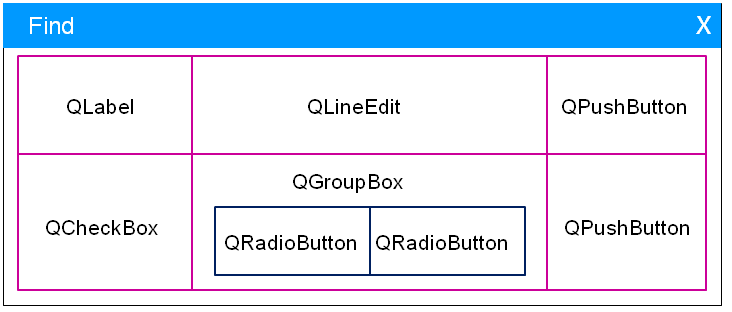 Find X
QLabel QLineEdit QPushButton
QGroupBox
QCheckBox QRadioButton QRadioButton QPushButton